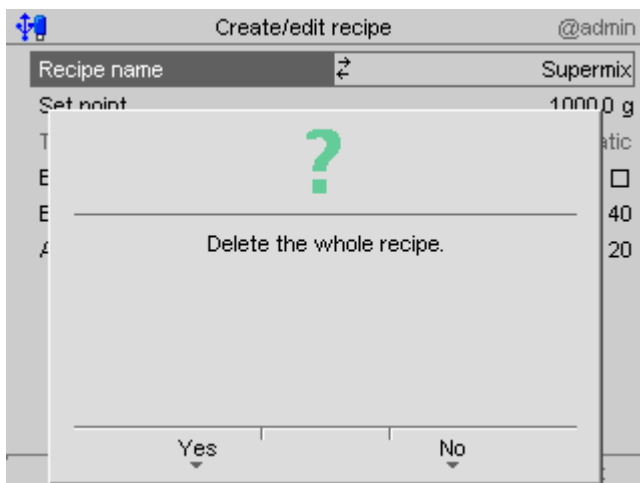 Create/edit recipe @admin
Recipe name Supermix
Set point 1000,0 g
?
Delete the whole recipe.
40
20
Yes No